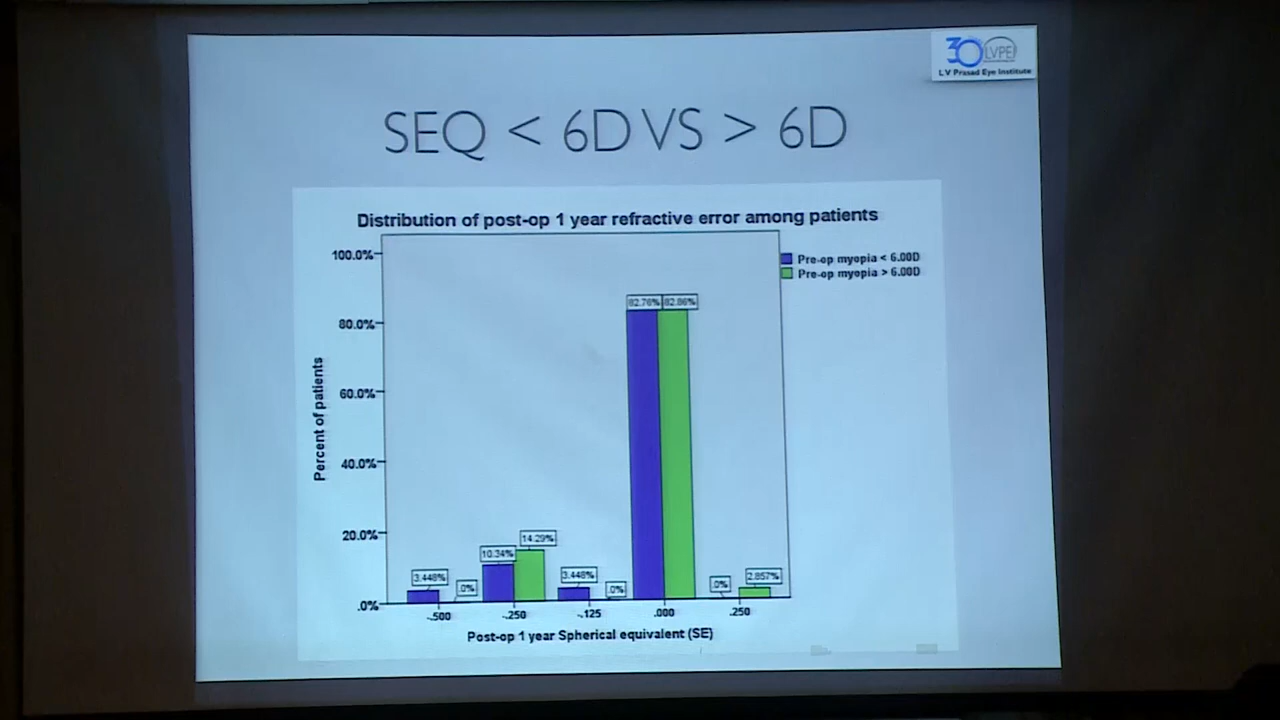 30 LVPEI
L V Prasad Eye Institute
SEQ < 6D VS > 6D
Distribution of post-op 1 year refractive error among patients
Pre-op myopia < 6.00D
Pre-op myopia > 6.00D
Percent of patients
100.0%
80.0%
60.0%
40.0%
20.0%
.0%
3.448%
.0%
10.34%
14.29%
3.448%
.0%
82.76%
82.86%
.0%
2.857%
-.500
-.250
-.125
.000
.250
Post-op 1 year Spherical equivalent (SE)